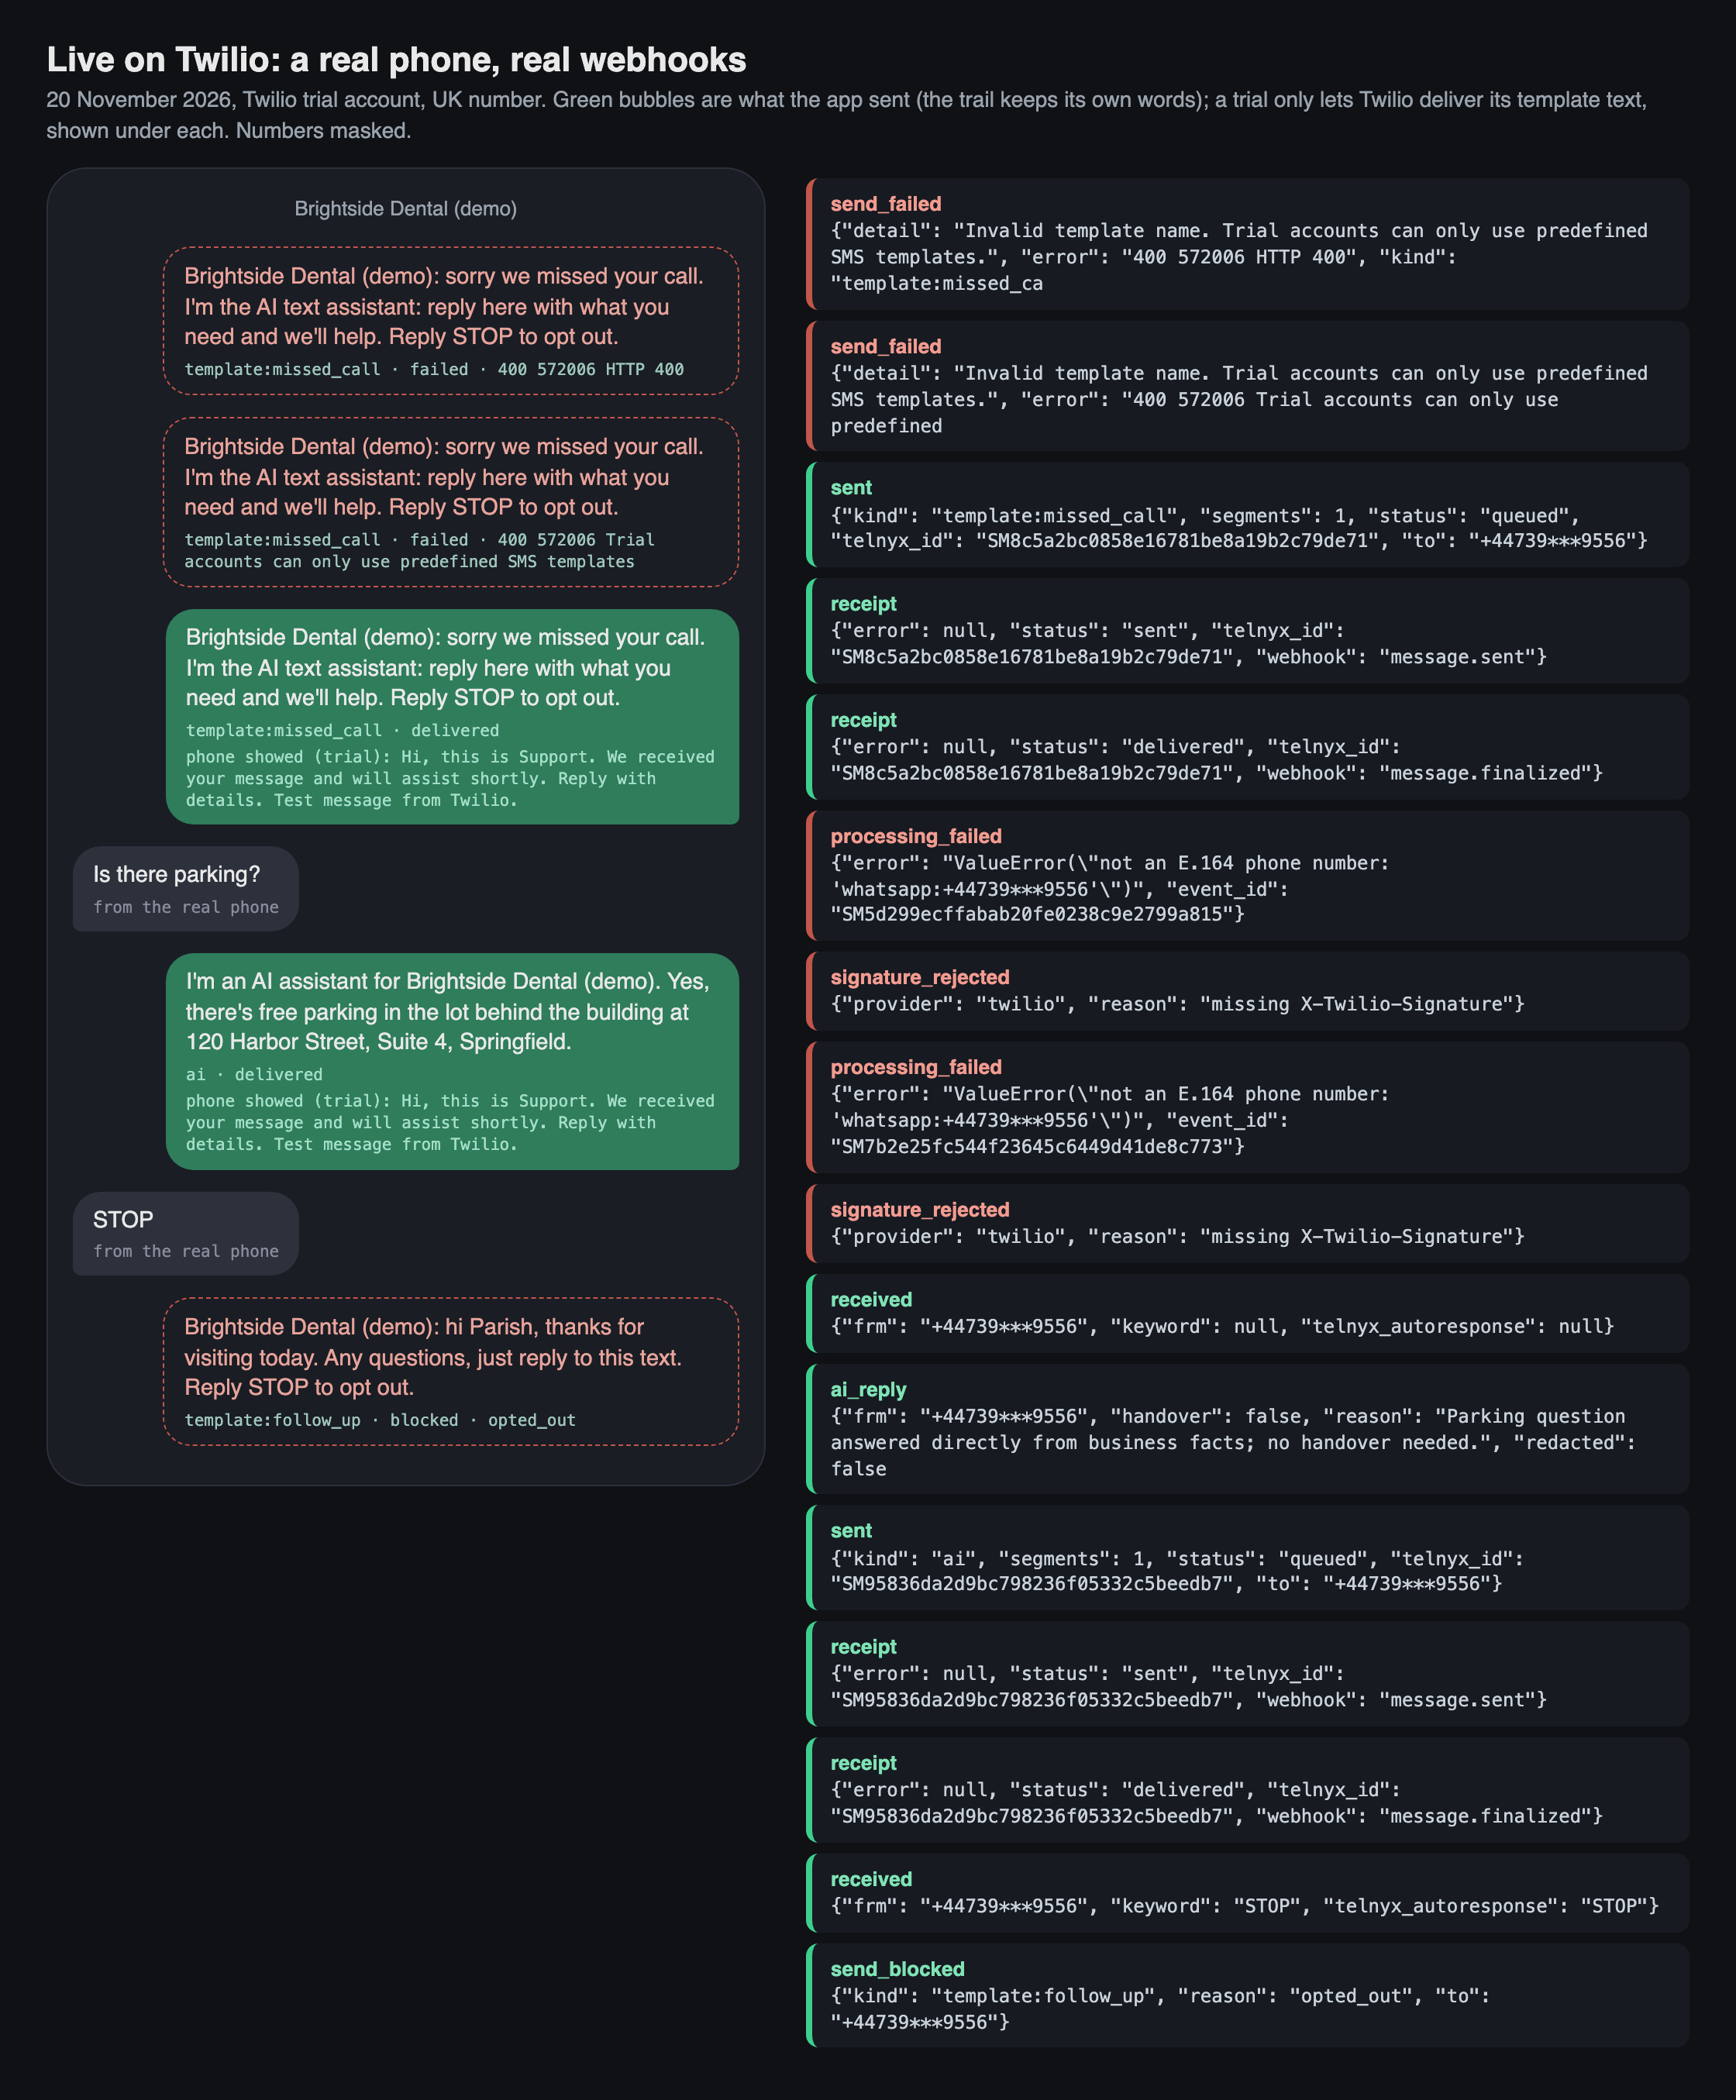 Live on Twilio: a real phone, real webhooks
20 November 2026, Twilio trial account, UK number. Green bubbles are what the app sent (the trail keeps its own words); a trial only lets Twilio deliver its template text,
shown under each. Numbers masked.
Brightside Dental (demo)
Brightside Dental (demo): sorry we missed your call.
I'm the AI text assistant: reply here with what you
need and we'll help. Reply STOP to opt out.
template:missed_call · failed · 400 572006 HTTP 400
Brightside Dental (demo): sorry we missed your call.
I'm the AI text assistant: reply here with what you
need and we'll help. Reply STOP to opt out.
template:missed_call · failed · 400 572006 Trial
accounts can only use predefined SMS templates
Brightside Dental (demo): sorry we missed your call.
I'm the AI text assistant: reply here with what you
need and we'll help. Reply STOP to opt out.
template:missed_call · delivered
phone showed (trial): Hi, this is Support. We received
your message and will assist shortly. Reply with
details. Test message from Twilio.
Is there parking?
from the real phone
I'm an AI assistant for Brightside Dental (demo). Yes,
there's free parking in the lot behind the building at
120 Harbor Street, Suite 4, Springfield.
ai · delivered
phone showed (trial): Hi, this is Support. We received
your message and will assist shortly. Reply with
details. Test message from Twilio.
STOP
from the real phone
Brightside Dental (demo): hi Parish, thanks for
visiting today. Any questions, just reply to this text.
Reply STOP to opt out.
template:follow_up · blocked · opted_out
send_failed
{"detail": "Invalid template name. Trial accounts can only use predefined
SMS templates.", "error": "400 572006 HTTP 400", "kind":
"template:missed_ca
send_failed
{"detail": "Invalid template name. Trial accounts can only use predefined
SMS templates.", "error": "400 572006 Trial accounts can only use
predefined
sent
{"kind": "template:missed_call", "segments": 1, "status": "queued",
"telnyx_id": "SM8c5a2bc0858e16781be8a19b2c79de71", "to": "+44739***9556"}
receipt
{"error": null, "status": "sent", "telnyx_id":
"SM8c5a2bc0858e16781be8a19b2c79de71", "webhook": "message.sent"}
receipt
{"error": null, "status": "delivered", "telnyx_id":
"SM8c5a2bc0858e16781be8a19b2c79de71", "webhook": "message.finalized"}
processing_failed
{"error": "ValueError(\"not an E.164 phone number:
'whatsapp:+44739***9556'\")", "event_id":
"SM5d299ecffabab20fe0238c9e2799a815"}
signature_rejected
{"provider": "twilio", "reason": "missing X-Twilio-Signature"}
processing_failed
{"error": "ValueError(\"not an E.164 phone number:
'whatsapp:+44739***9556'\")", "event_id":
"SM7b2e25fc544f23645c6449d41de8c773"}
signature_rejected
{"provider": "twilio", "reason": "missing X-Twilio-Signature"}
received
{"frm": "+44739***9556", "keyword": null, "telnyx_autoresponse": null}
ai_reply
{"frm": "+44739***9556", "handover": false, "reason": "Parking question
answered directly from business facts; no handover needed.", "redacted":
false
sent
{"kind": "ai", "segments": 1, "status": "queued", "telnyx_id":
"SM95836da2d9bc798236f05332c5beedb7", "to": "+44739***9556"}
receipt
{"error": null, "status": "sent", "telnyx_id":
"SM95836da2d9bc798236f05332c5beedb7", "webhook": "message.sent"}
receipt
{"error": null, "status": "delivered", "telnyx_id":
"SM95836da2d9bc798236f05332c5beedb7", "webhook": "message.finalized"}
received
{"frm": "+44739***9556", "keyword": "STOP", "telnyx_autoresponse": "STOP"}
send_blocked
{"kind": "template:follow_up", "reason": "opted_out", "to":
"+44739***9556"}